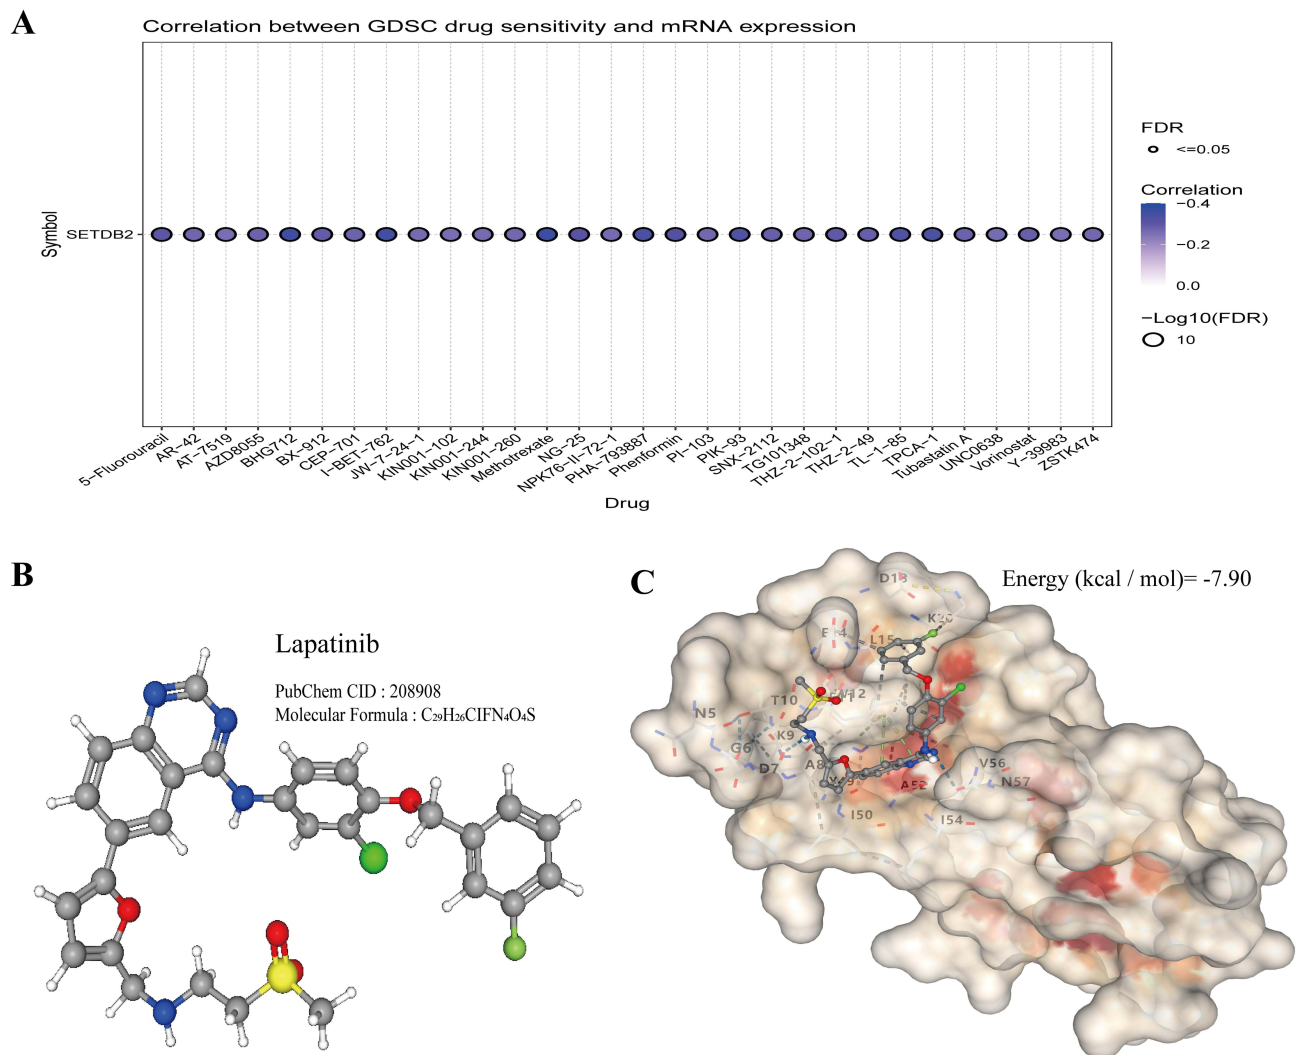 A
Correlation between GDSC drug sensitivity and mRNA expression
Symbol
SETDB2
5−Fluorouracil
AR−42
AT−7519
AZD8055
BHG712
BX−912
CEP−701
I−BET−762
JW−7−24−1
KIN001−102
KIN001−244
KIN001−260
Methotrexate
NG−25
NPK76−II−72−1
PHA−793887
Phenformin
PI−103
PIK−93
SNX−2112
TG101348
THZ−2−102−1
THZ−2−49
TL−1−85
TPCA−1
Tubastatin A
UNC0638
Vorinostat
Y−39983
ZSTK474
Drug
FDR
<=0.05
Correlation
−0.4
−0.2
0.0
−Log10(FDR)
10
B
Lapatinib
PubChem CID : 208908
Molecular Formula : C₂₉H₂₆ClFN₄O₄S
C
Energy (kcal / mol)= -7.90
L15
T10
N5
K9
G6
D7
A8
V56
N57
A52
I50
I54